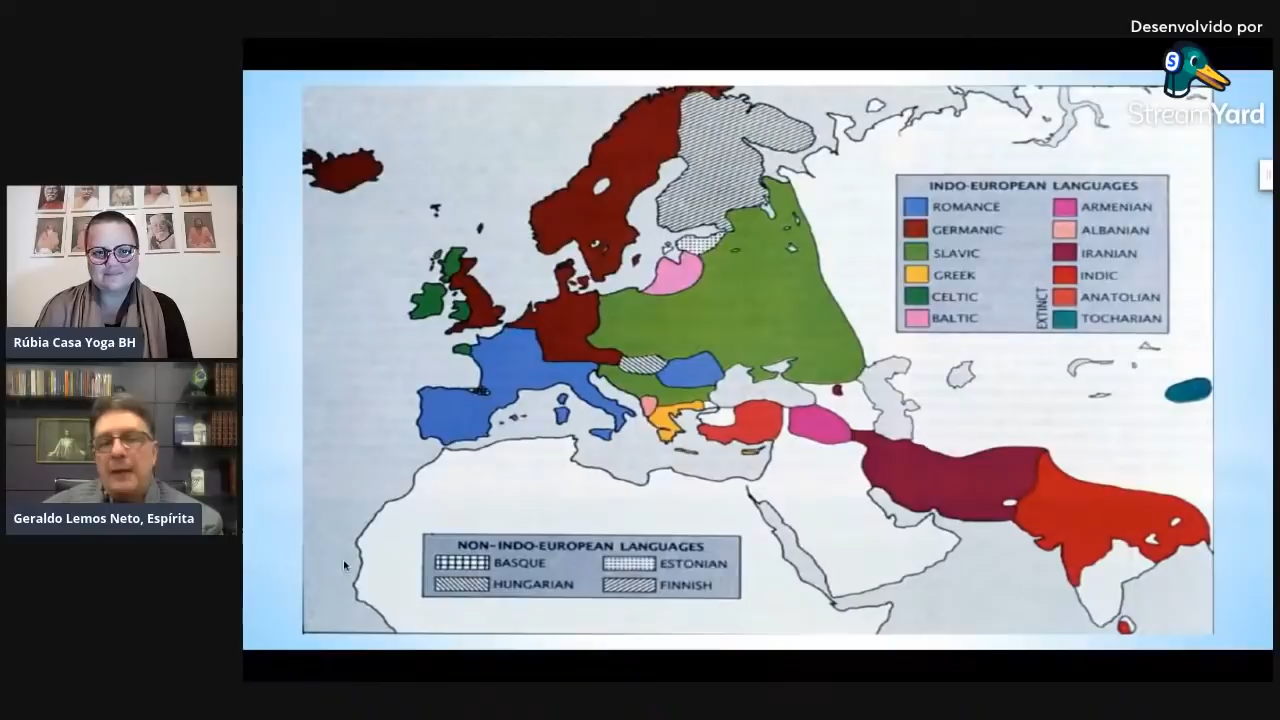 Desenvolvido por
S
StreamYard
Rúbia Casa Yoga BH
Geraldo Lemos Neto, Espírita
INDO-EUROPEAN LANGUAGES
ROMANCE
GERMANIC
SLAVIC
GREEK
CELTIC
BALTIC
ARMENIAN
ALBANIAN
IRANIAN
INDIC
EXTINCT
ANATOLIAN
TOCHARIAN
NON-INDO-EUROPEAN LANGUAGES
BASQUE
HUNGARIAN
ESTONIAN
FINNISH